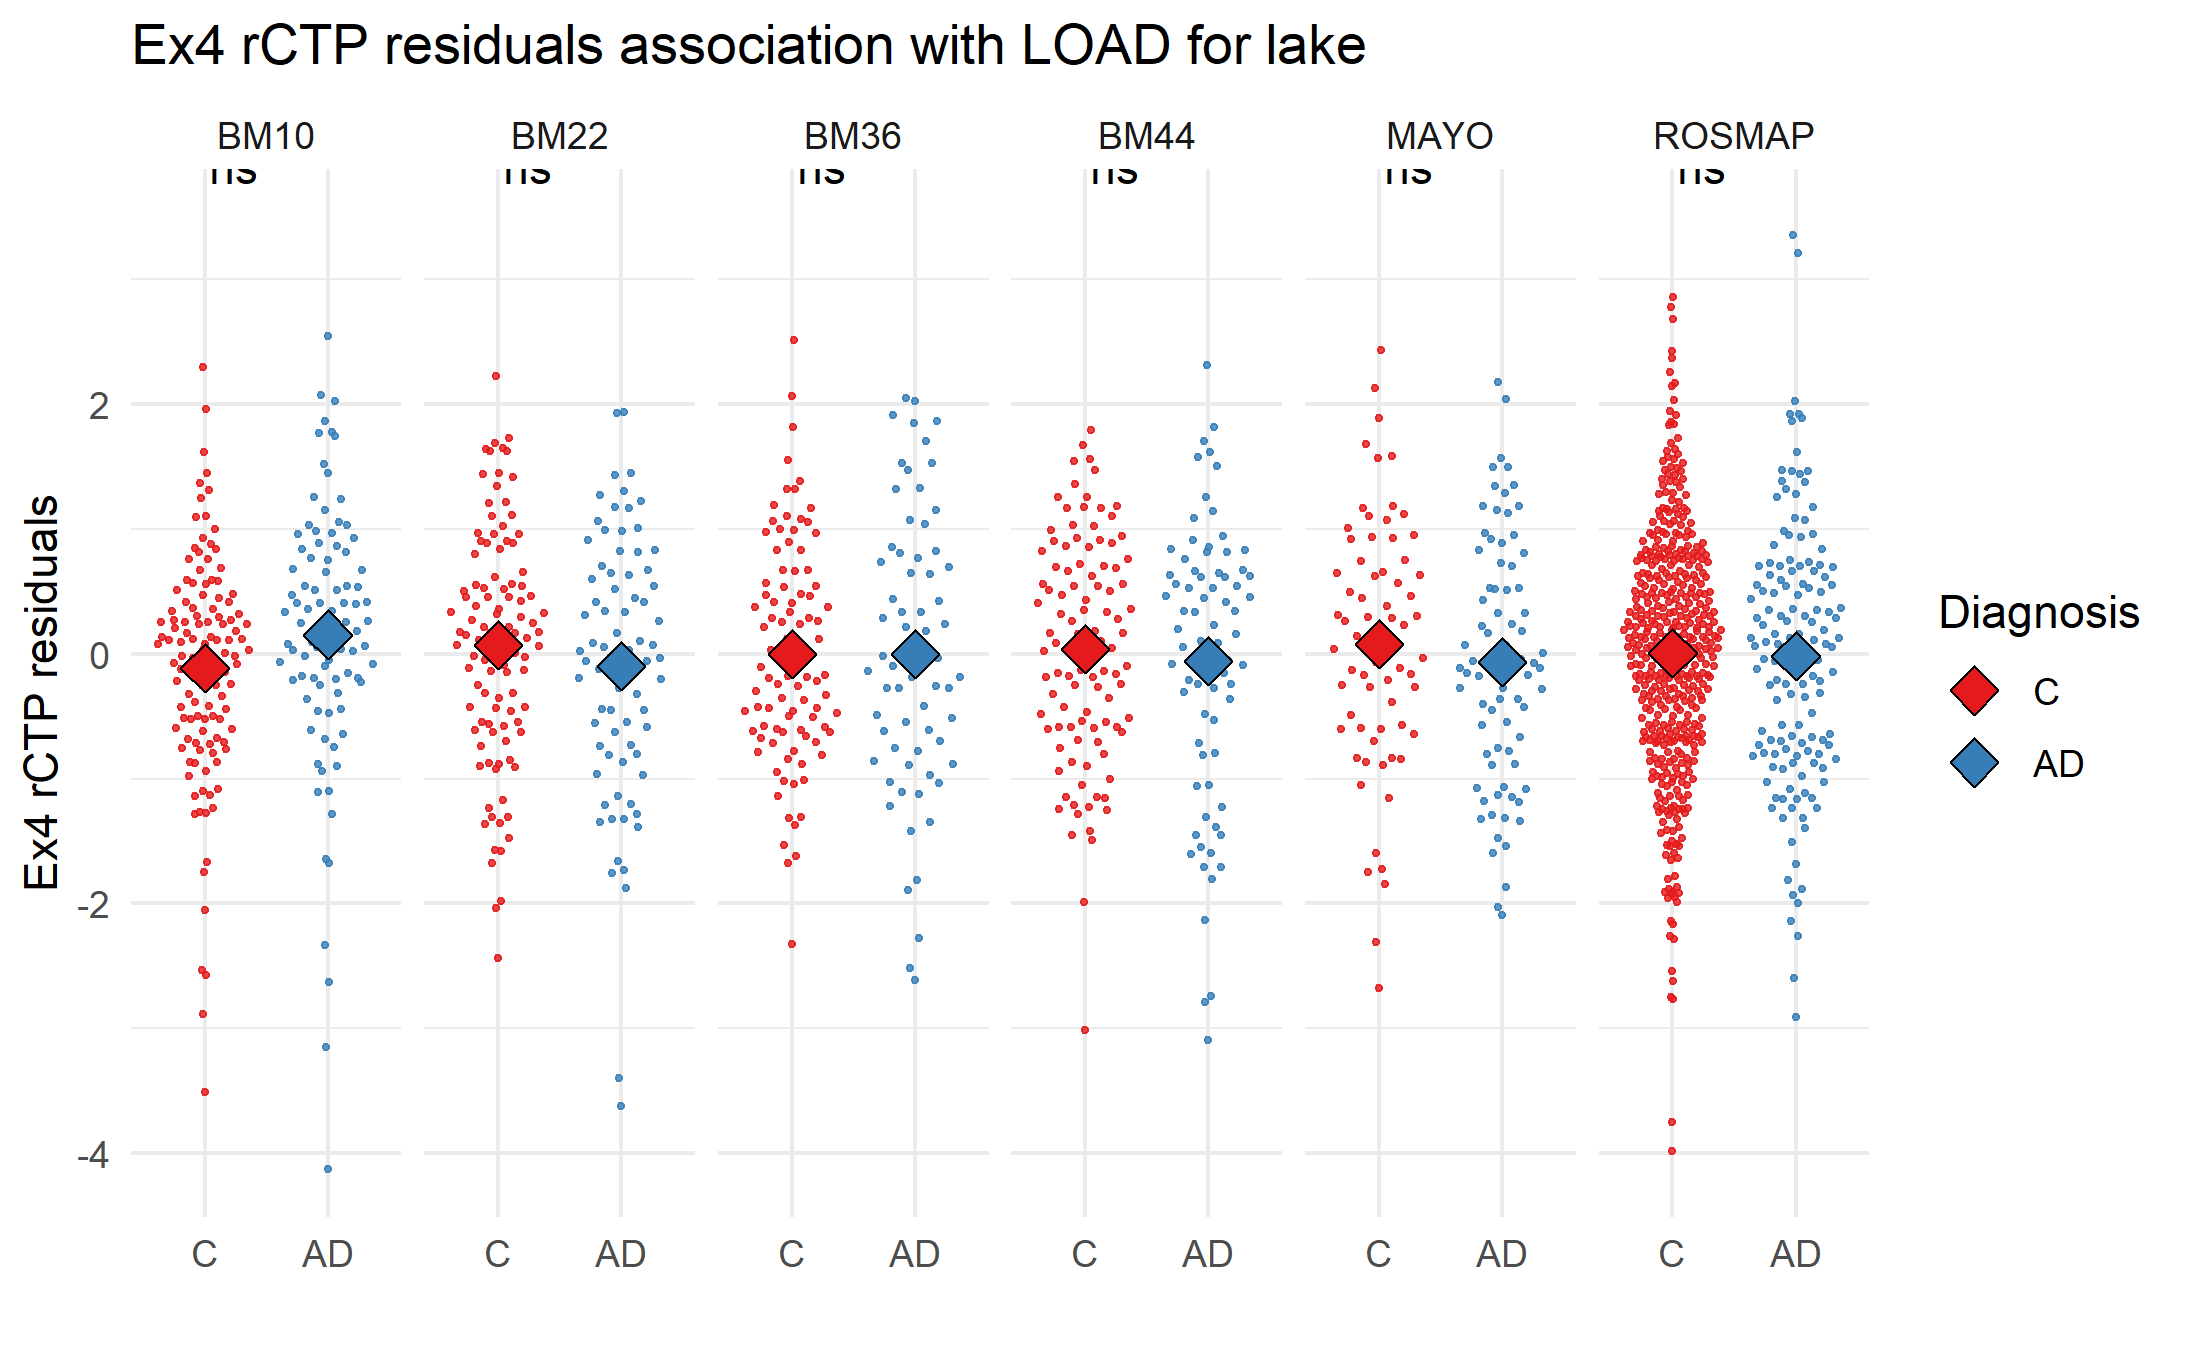 Ex4 rCTP residuals association with LOAD for lake
BM10 BM22 BM36 BM44 MAYO ROSMAP
ns ns ns ns ns ns
Ex4 rCTP residuals
2
0
-2
-4
C AD C AD C AD C AD C AD C AD
Diagnosis
C
AD